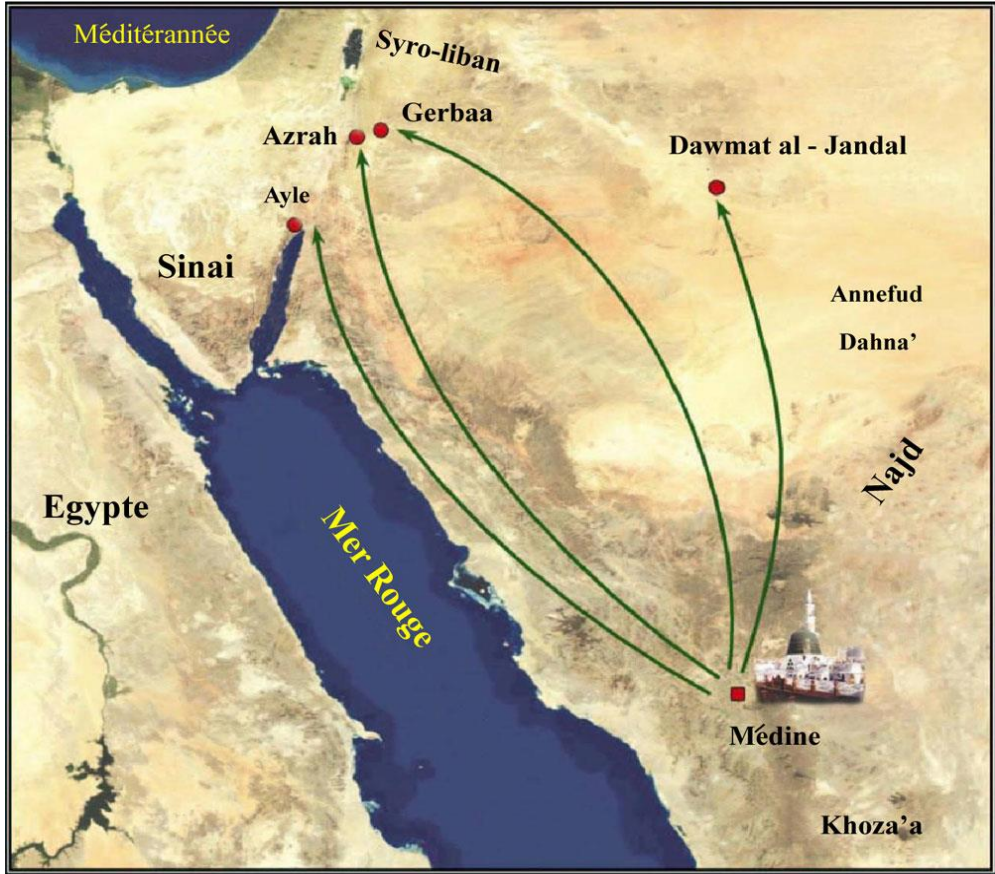 Méditérannée
Syro-liban
Gerbaa
Azrah
Dawmat al - Jandal
Ayle
Sinai
Annefud
Dahna’
Najd
Egypte
Mer Rouge
Médine
Khoza’a